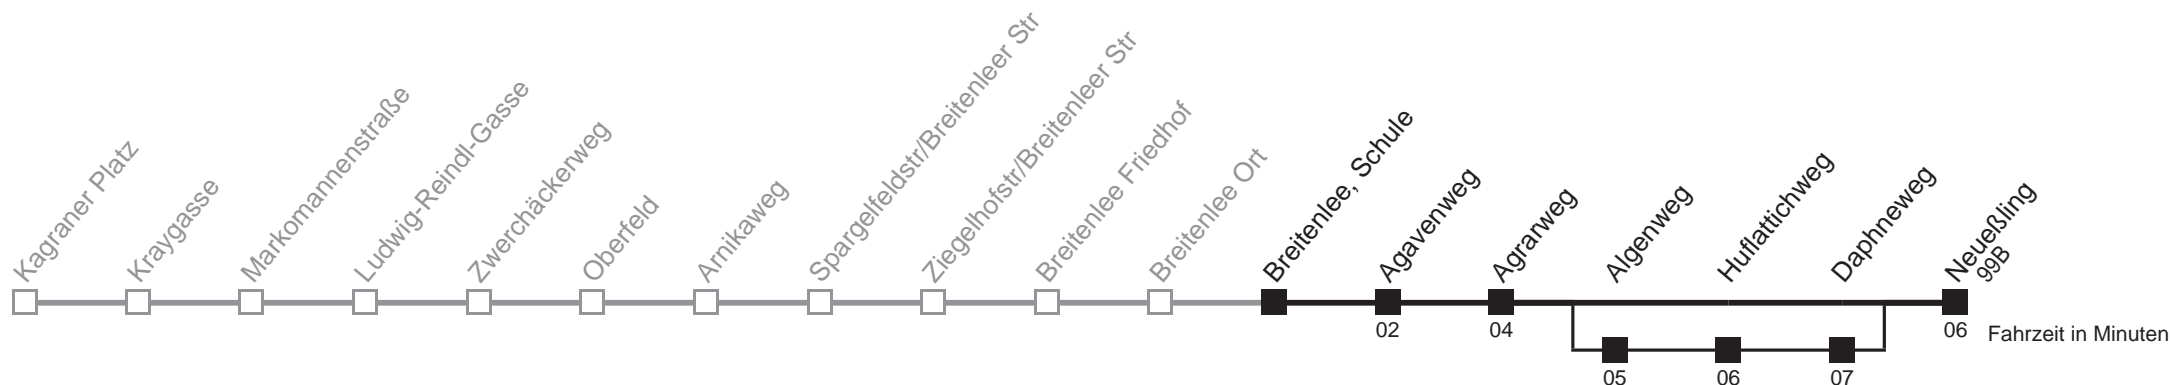 Kagraner Platz
Kraygasse
Markomannenstraße
Ludwig-Reindl-Gasse
Zwerchäckerweg
Oberfeld
Arnikaweg
Spargelfeldstr/Breitenleer Str
Ziegelhofstr/Breitenleer Str
Breitenlee Friedhof
Breitenlee Ort
Breitenlee, Schule
Agavenweg
Agrarweg
Algenweg
Huflattichweg
Daphneweg
Neueßling
99B
02
04
06
Fahrzeit in Minuten
05
06
07